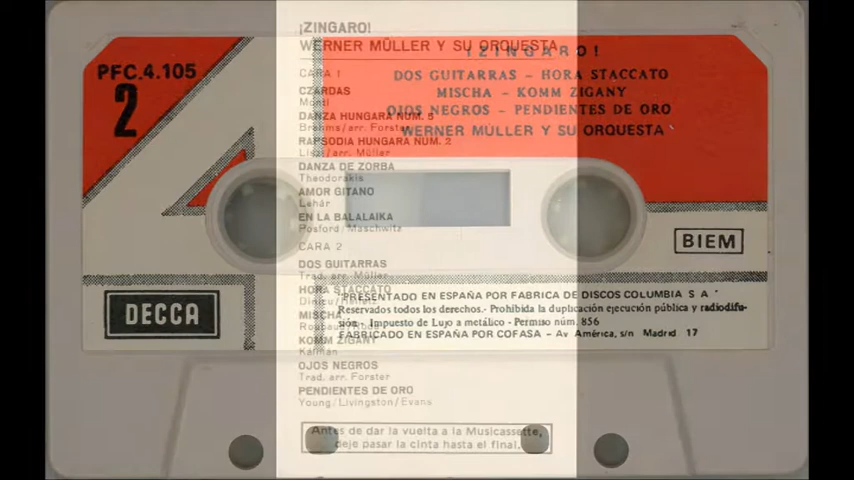 ¡ZINGARO!
WERNER MÜLLER Y SU ORQUESTA
CARA 1
CZARDAS
Monti
DANZA HUNGARA NUM. 5
Brahms/arr. Forster
RAPSODIA HUNGARA NUM. 2
Liszt/arr. Müller
DANZA DE ZORBA
Theodorakis
AMOR GITANO
Lehár
EN LA BALALAIKA
Posford/Maschwitz
CARA 2
DOS GUITARRAS
Trad. arr. Müller
HORA STACCATO
Dinicu/Heifetz
MISCHA
KOMM ZIGANY
Kalman
OJOS NEGROS
Trad. arr. Forster
PENDIENTES DE ORO
Young/Livingston/Evans
Antes de dar la vuelta a la Musicassette,
deje pasar la cinta hasta el final.
PFC.4.105
2
¡ZINGARO!
DOS GUITARRAS - HORA STACCATO
MISCHA - KOMM ZIGANY
OJOS NEGROS - PENDIENTES DE ORO
WERNER MULLER Y SU ORQUESTA
4
BIEM
DECCA
PRESENTADO EN ESPAÑA POR FABRICA DE DISCOS COLUMBIA S A
Reservados todos los derechos.- Prohibida la duplicación ejecución pública y radiodifu-
sión - Impuesto de Lujo a metálico - Permiso núm. 856
FABRICADO EN ESPAÑA POR COFASA - Av América, s/n Madrid 17